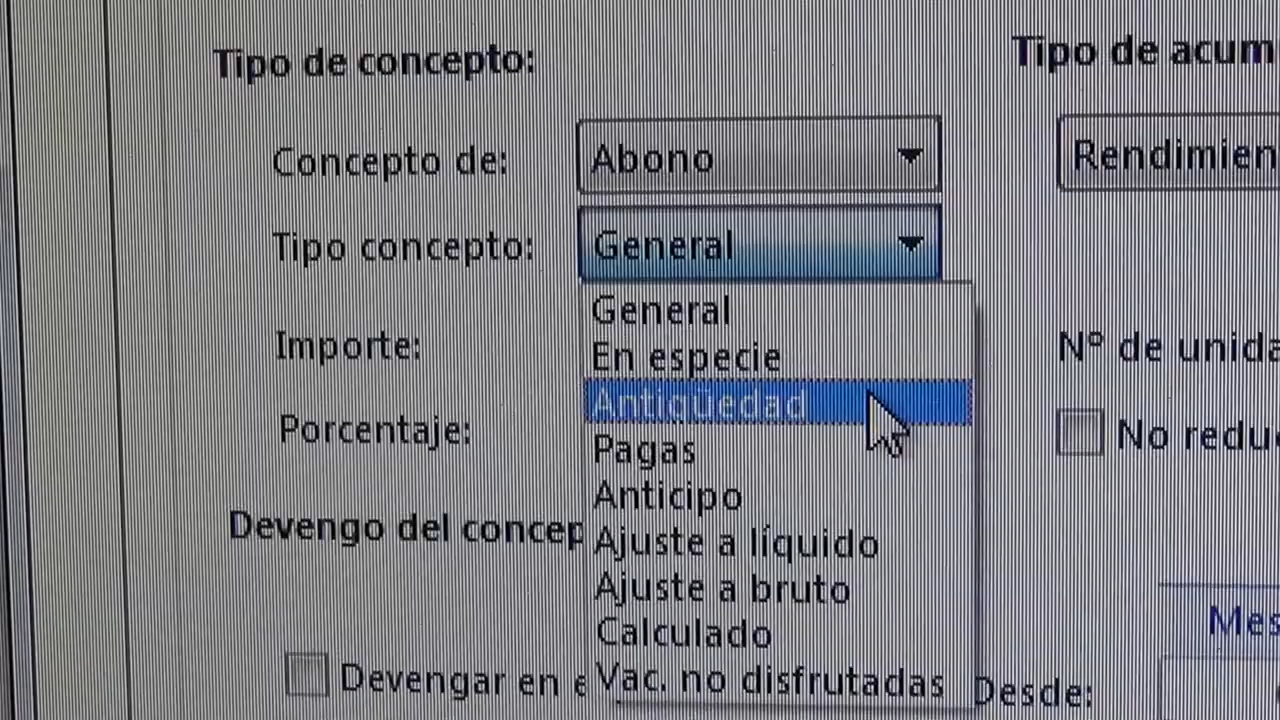 Tipo de concepto:
Tipo de acum
Concepto de:
Abono
Rendimien
Tipo concepto:
General
General
Importe:
En especie
Nº de unida
Antigüedad
Porcentaje:
Pagas
No redu
Anticipo
Devengo del concep
Ajuste a líquido
Ajuste a bruto
Calculado
Mes
Devengar en e
Vac. no disfrutadas
Desde: